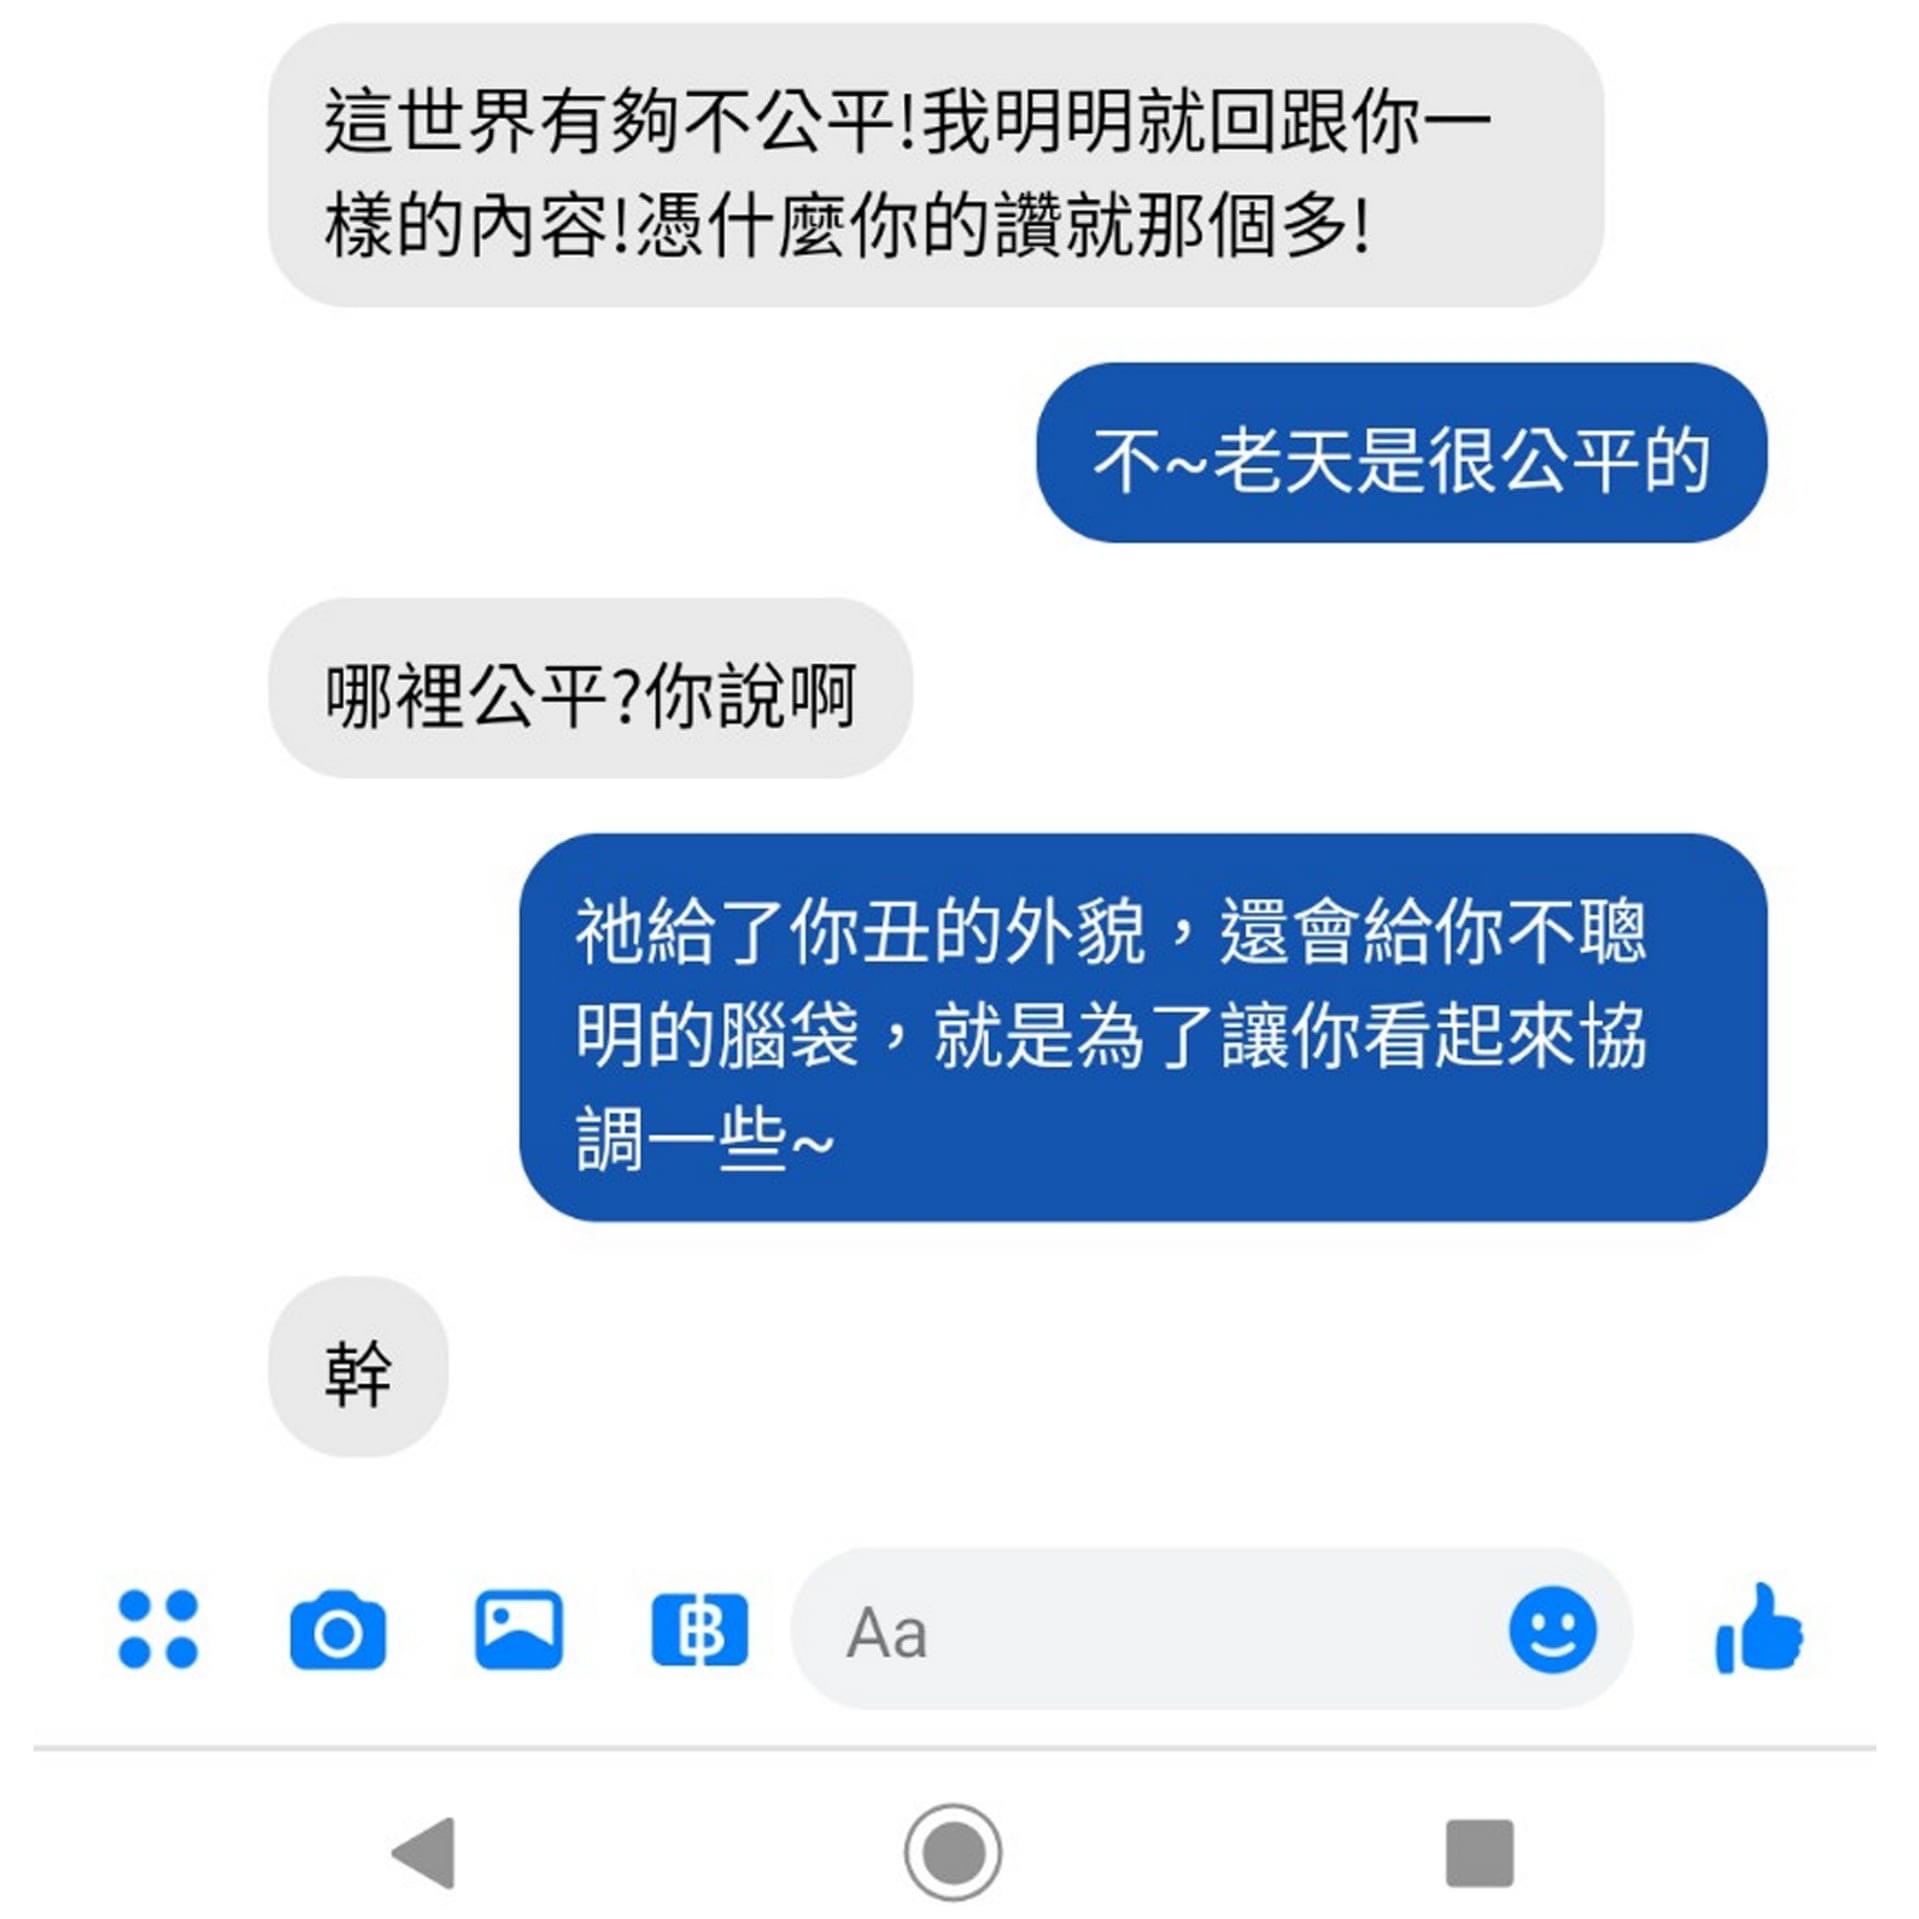 這世界有夠不公平!我明明就回跟你一
樣的內容!憑什麼你的讚就那個多!
不~老天是很公平的
哪裡公平?你說啊
祂給了你丑的外貌，還會給你不聰
明的腦袋，就是為了讓你看起來協
調一些~
幹
Aa